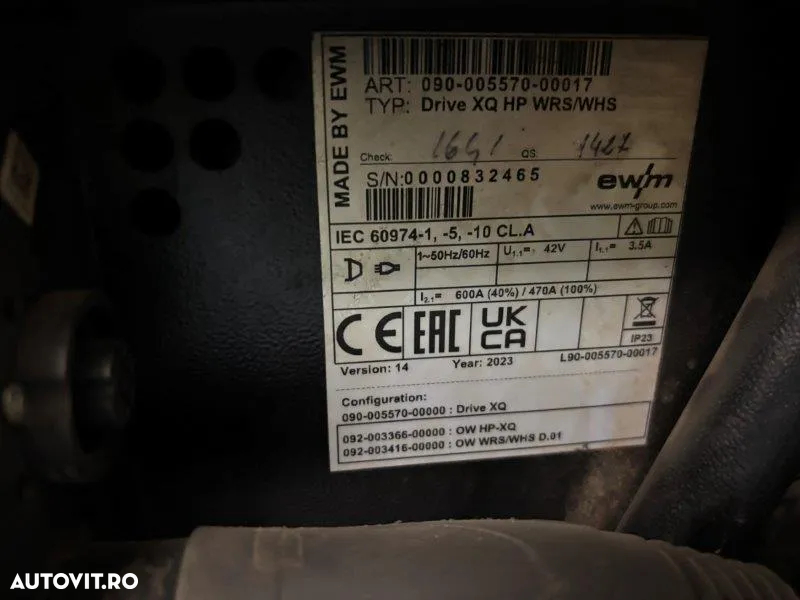 MADE BY EWM
ART: 090-005570-00017
TYP: Drive XQ HP WRS/WHS
Check: QS: 1427
S/N:0000832465
ewm
www.ewm-group.com
IEC 60974-1, -5, -10 CL.A
1~50Hz/60Hz U1.1= 42V I1.1= 3.5A
I2.1= 600A (40%) / 470A (100%)
CE EAC UK CA IP23
Version: 14 Year: 2023 L90-005570-00017
Configuration:
090-005570-00000 : Drive XQ
092-003366-00000 : OW HP-XQ
092-003416-00000 : OW WRS/WHS D.01
AUTOVIT.RO